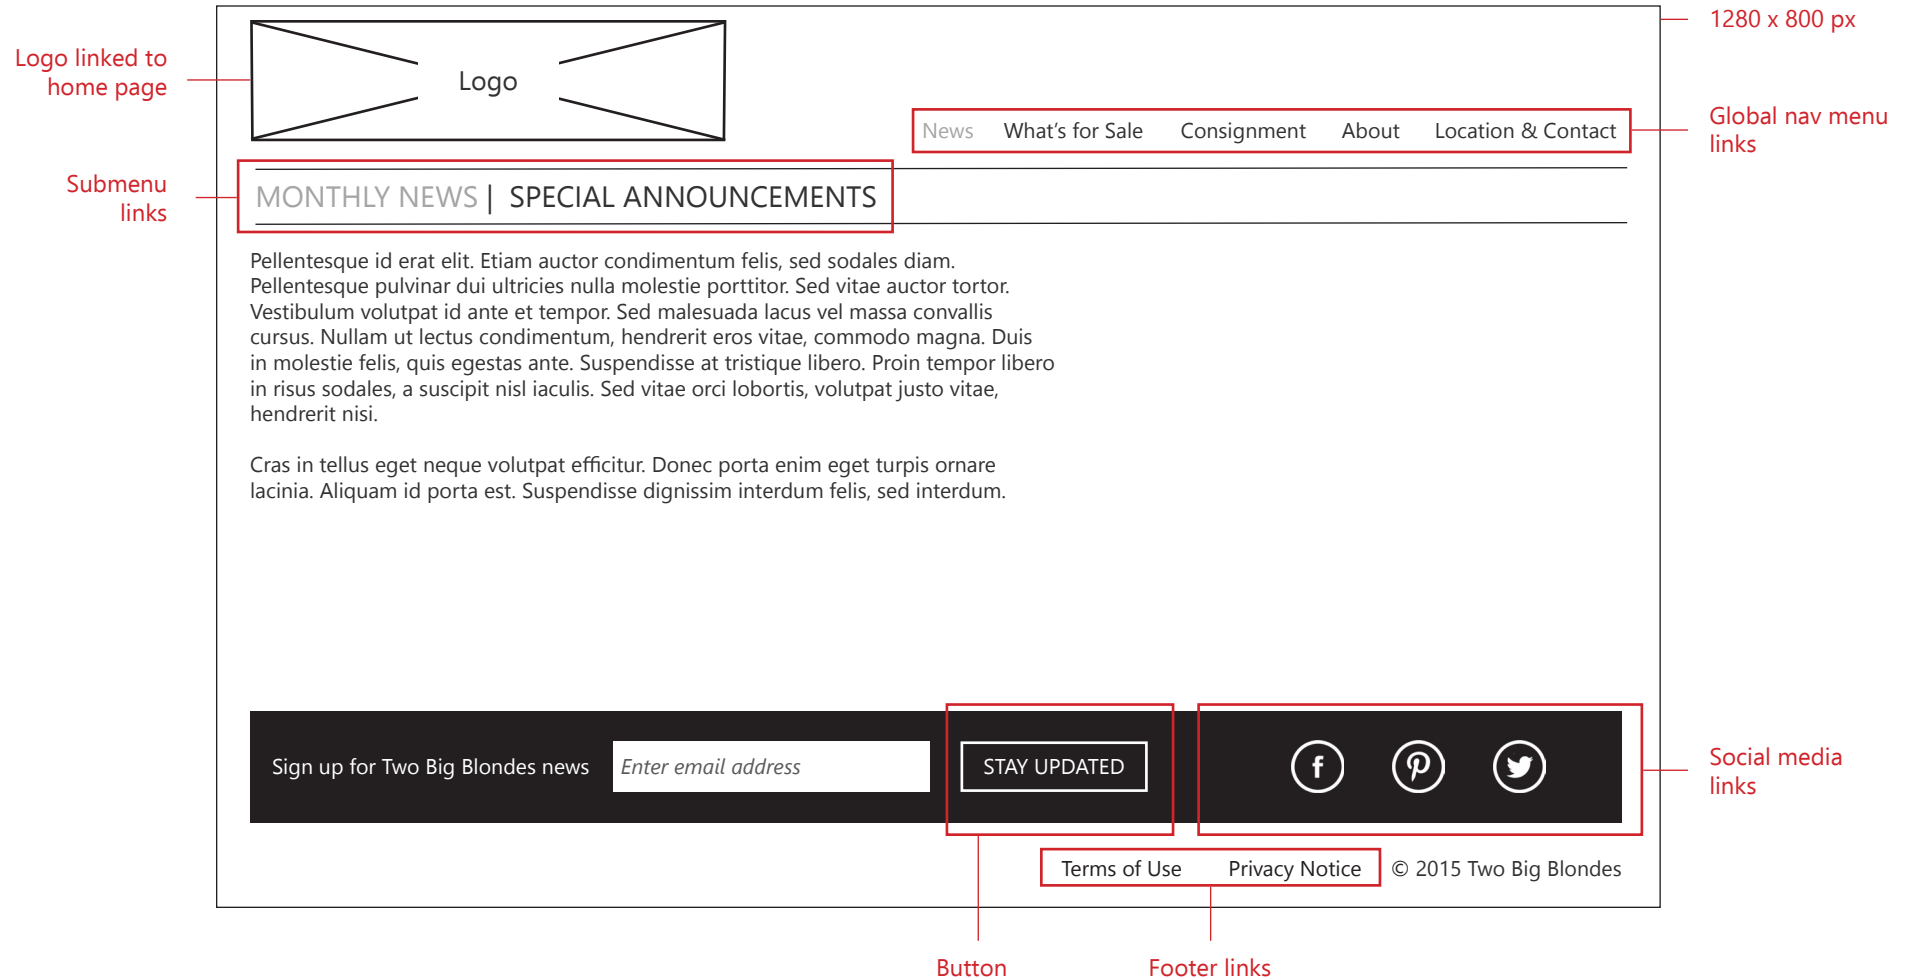 1280 x 800 px
Logo linked to
home page
Logo
Global nav menu
links
News What's for Sale Consignment About Location & Contact
Submenu
links
MONTHLY NEWS | SPECIAL ANNOUNCEMENTS
Pellentesque id erat elit. Etiam auctor condimentum felis, sed sodales diam.
Pellentesque pulvinar dui ultricies nulla molestie porttitor. Sed vitae auctor tortor.
Vestibulum volutpat id ante et tempor. Sed malesuada lacus vel massa convallis
cursus. Nullam ut lectus condimentum, hendrerit eros vitae, commodo magna. Duis
in molestie felis, quis egestas ante. Suspendisse at tristique libero. Proin tempor libero
in risus sodales, a suscipit nisl iaculis. Sed vitae orci lobortis, volutpat justo vitae,
hendrerit nisi.
Cras in tellus eget neque volutpat efficitur. Donec porta enim eget turpis ornare
lacinia. Aliquam id porta est. Suspendisse dignissim interdum felis, sed interdum.
Sign up for Two Big Blondes news Enter email address STAY UPDATED
Social media
links
Terms of Use Privacy Notice © 2015 Two Big Blondes
Button
Footer links